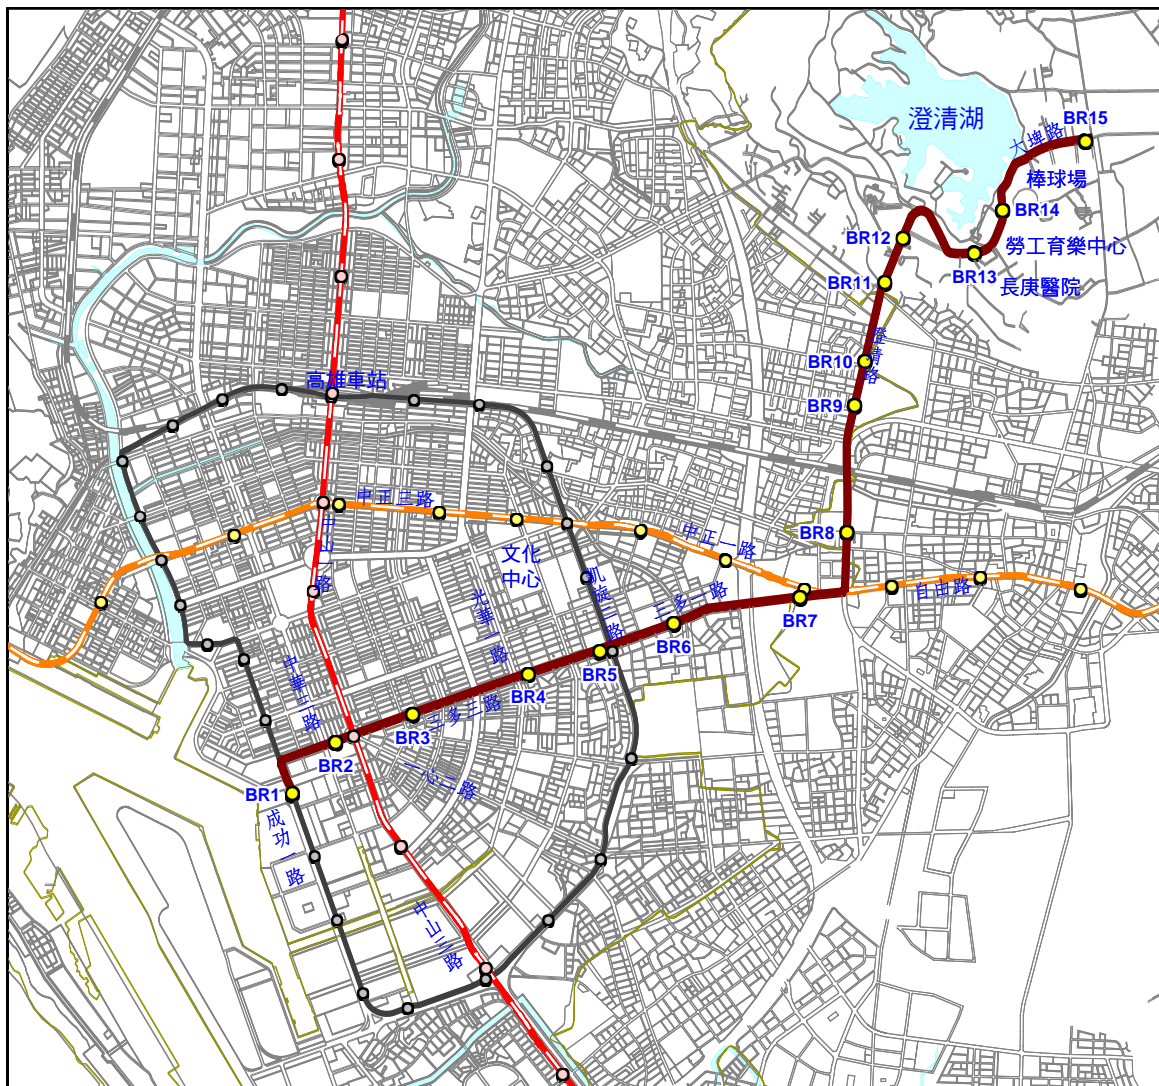 澄清湖
BR15
大埤路
棒球場
BR14
BR12
勞工育樂中心
BR13
長庚醫院
BR11
澄清路
BR10
高雄車站
BR9
中正三路
中山一路
BR8
中正一路
文化
中心
凱旋三路
自由路
三多一路
光華一路
BR7
BR6
BR5
中華三路
BR4
三多三路
BR3
BR2
一心二路
BR1
成功一路
中山三路